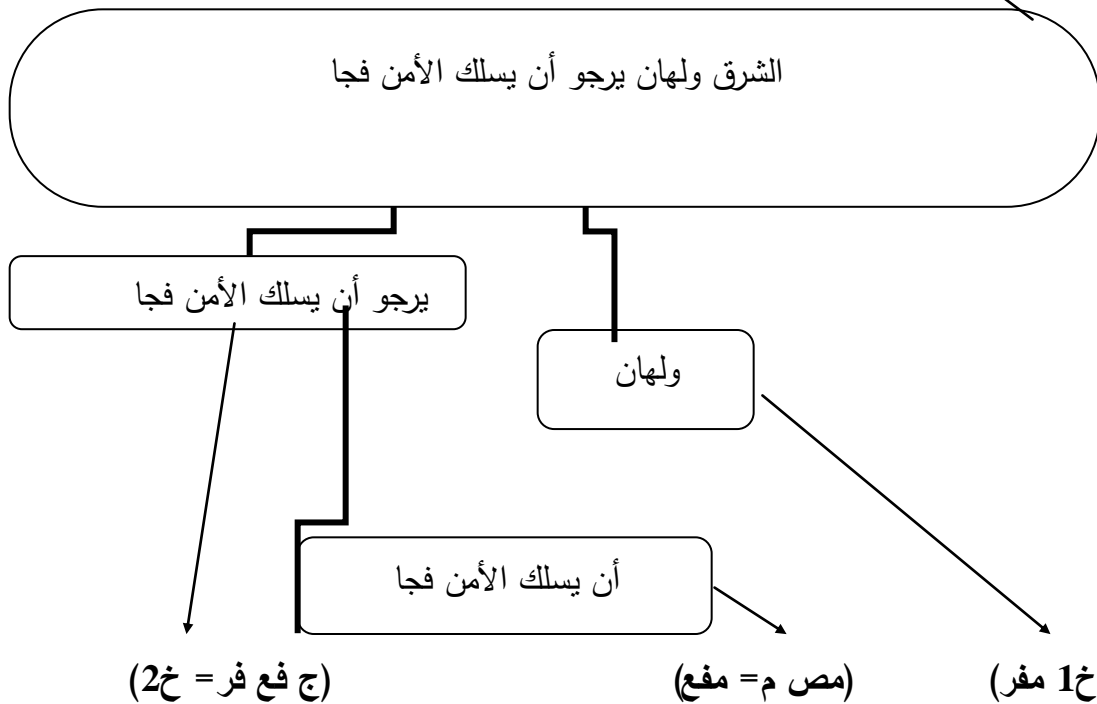 الشرق ولهان يرجو أن يسلك الأمن فجا
يرجو أن يسلك الأمن فجا
ولهان
أن يسلك الأمن فجا
خ1 مفر)
(مص م= مفع)
(ج فع فر= خ2)